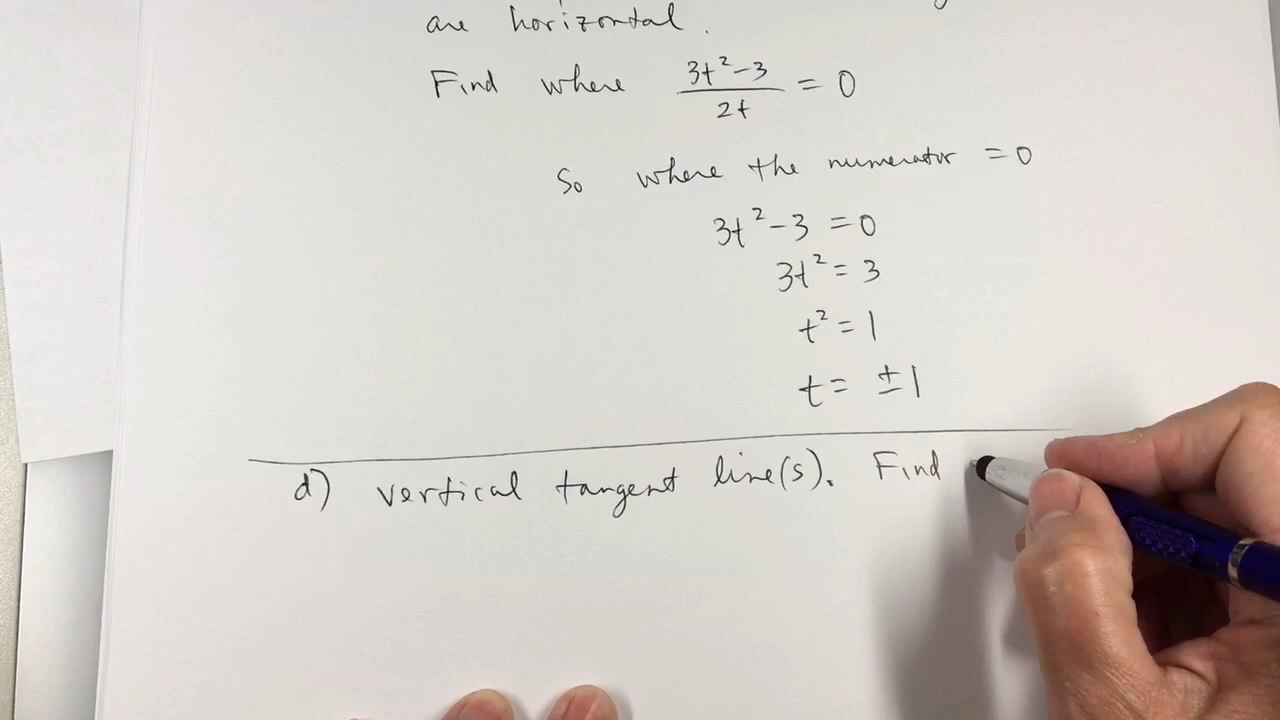 are horizontal.
Find where (3t²-3)/(2t) = 0
So where the numerator = 0
3t²-3 = 0
3t² = 3
t² = 1
t = ±1
d) vertical tangent line(s). Find